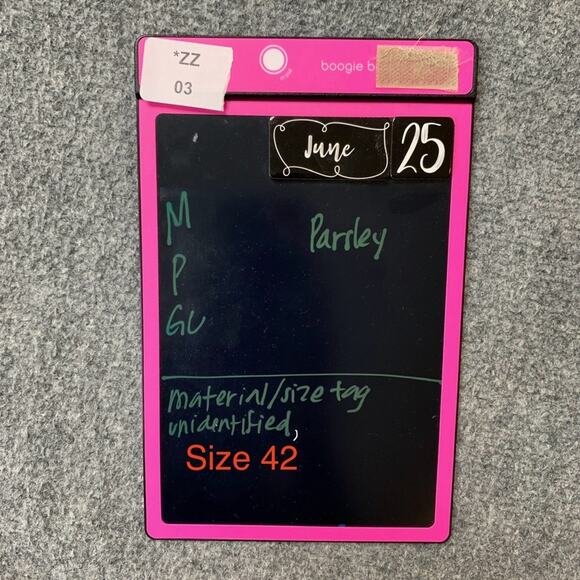 *ZZ
03
boogie b
June
25
M
Parsley
P
GU
material/size tag
unidentified,
Size 42